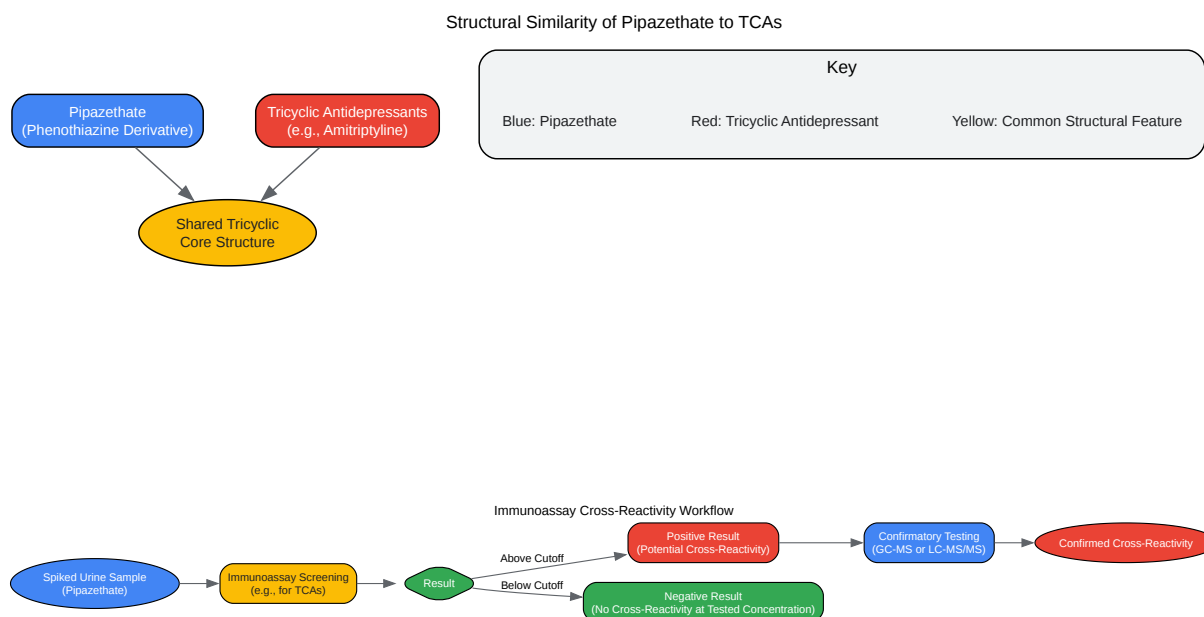 Structural Similarity of Pipazethate to TCAs
Key
Pipazethate
(Phenothiazine Derivative)
Tricyclic Antidepressants
(e.g., Amitriptyline)
Blue: Pipazethate
Red: Tricyclic Antidepressant
Yellow: Common Structural Feature
Shared Tricyclic
Core Structure
Immunoassay Cross-Reactivity Workflow
Spiked Urine Sample
(Pipazethate)
Immunoassay Screening
(e.g., for TCAs)
Result
Above Cutoff
Below Cutoff
Positive Result
(Potential Cross-Reactivity)
Negative Result
(No Cross-Reactivity at Tested Concentration)
Confirmatory Testing
(GC-MS or LC-MS/MS)
Confirmed Cross-Reactivity